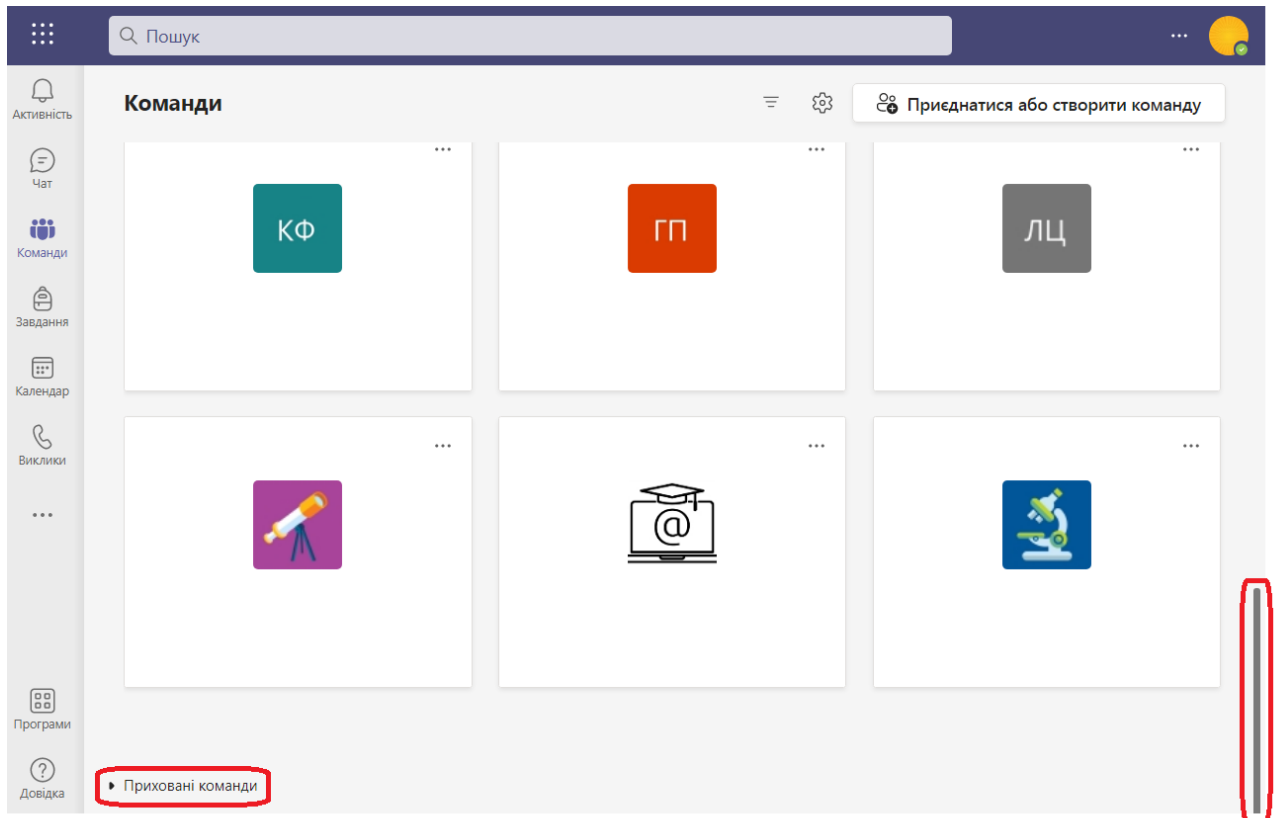 Пошук
Активність
Чат
Команди
Завдання
Календар
Виклики
Програми
Довідка
Команди
Приєднатися або створити команду
КФ
ГП
ЛЦ
@
Приховані команди